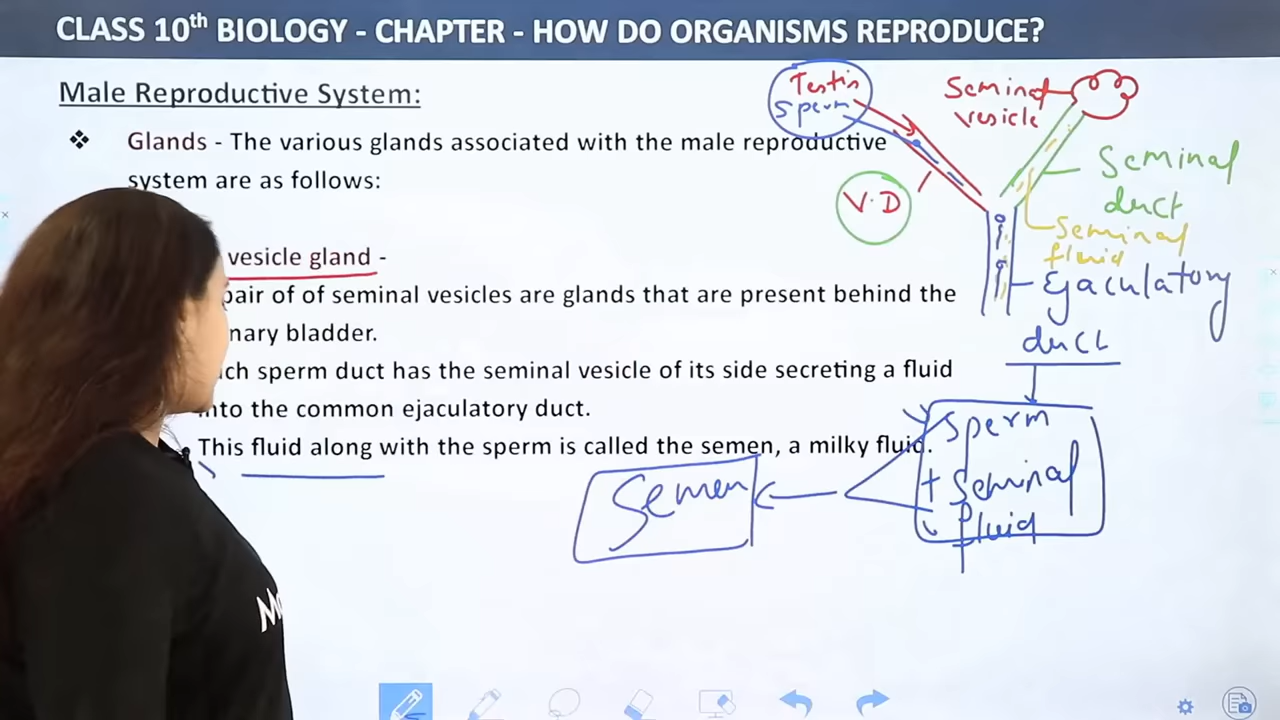 CLASS 10th BIOLOGY - CHAPTER - HOW DO ORGANISMS REPRODUCE?
Male Reproductive System:
❖ Glands - The various glands associated with the male reproductive
system are as follows:
vesicle gland -
pair of of seminal vesicles are glands that are present behind the
nary bladder.
ch sperm duct has the seminal vesicle of its side secreting a fluid
into the common ejaculatory duct.
This fluid along with the sperm is called the semen, a milky fluid.
Testis
Sperm
V.D
Seminal
vesicle
Seminal
duct
Seminal
fluid
Ejaculatory
duct
Sperm
+ Seminal
fluid
Semen